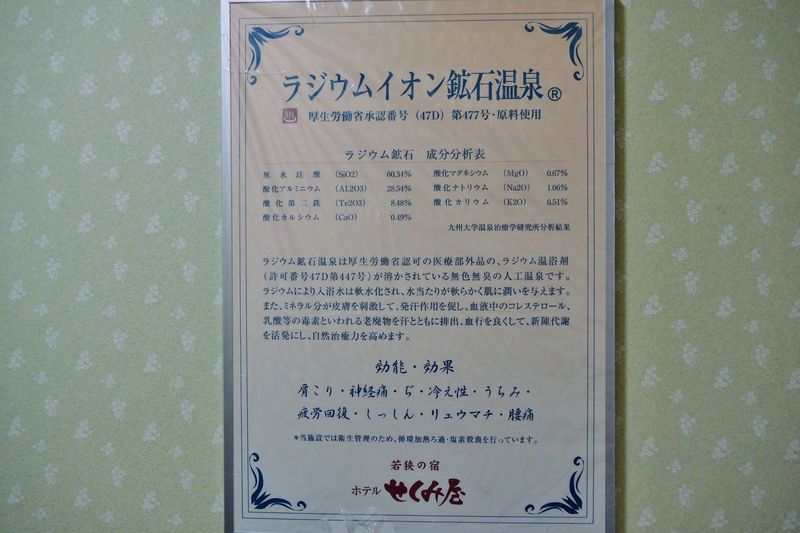 ラジウムイオン鉱石温泉®
厚生労働省承認番号（47D）第477号・原料使用
ラジウム鉱石　成分分析表
無水珪酸　（SiO2）　60.34%　酸化マグネシウム　（MgO）　0.67%
酸化アルミニウム　（AL2O3）　28.54%　酸化ナトリウム　（Na2O）　1.06%
酸化第二鉄　（Te2O3）　8.48%　酸化カリウム　（K2O）　0.51%
酸化カルシウム　（CaO）　0.49%
九州大学温泉治療学研究所分析結果
ラジウム鉱石温泉は厚生労働省認可の医療部外品の、ラジウム温浴剤
（許可番号47D第447号）が溶かされている無色無臭の人工温泉です。
ラジウムにより入浴水は軟水化され、水当たりが軟らかく肌に潤いを与えます。
また、ミネラル分が皮膚を刺激して、発汗作用を促し、血液中のコレステロール、
乳酸等の毒素といわれる老廃物を汗とともに排出、血行を良くして、新陳代謝
を活発にし、自然治癒力を高めます。
効能・効果
肩こり・神経痛・ぢ・冷え性・うちみ・
疲労回復・しっしん・リュウマチ・腰痛
＊当施設では衛生管理のため、循環加熱ろ過・塩素殺菌を行っています。
若狭の宿
ホテル せくみ屋